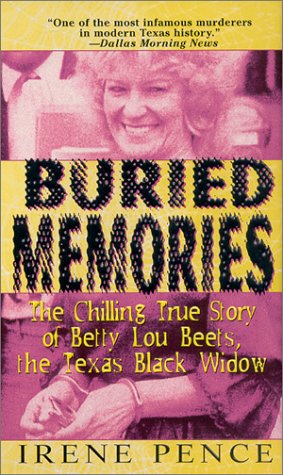 "One of the most infamous murderers
in modern Texas history."
—Dallas Morning News
BURIED
MEMORIES
The Chilling True Story
of Betty Lou Beets,
the Texas Black Widow
IRENE PENCE